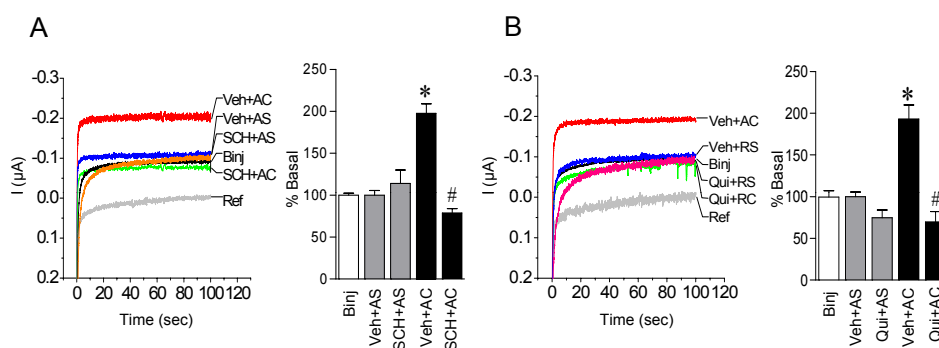 A
-0.3
-0.2
-0.1
0.0
0.1
0.2
I (µA)
0 20 40 60 80 100 120
Time (sec)
Veh+AC
Veh+AS
SCH+AS
Binj
SCH+AC
Ref
250
200
150
100
50
0
% Basal
*
#
Binj
Veh+AS
SCH+AS
Veh+AC
SCH+AC
B
-0.3
-0.2
-0.1
0.0
0.1
0.2
I (µA)
0 20 40 60 80 100 120
Time (sec)
Veh+AC
Veh+RS
Binj
Qui+RS
Qui+RC
Ref
250
200
150
100
50
0
% Basal
*
#
Binj
Veh+AS
Qui+AS
Veh+AC
Qui+AC